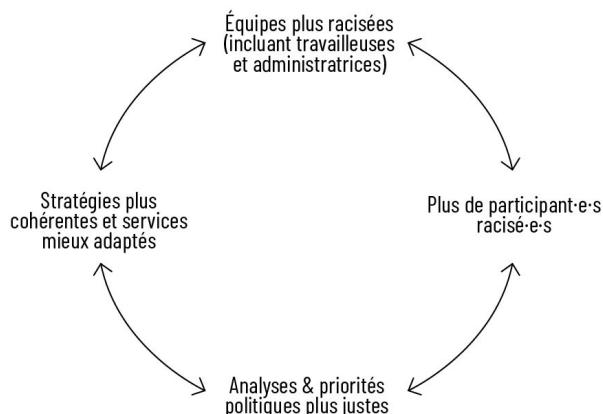 Équipes plus racisées
(incluant travailleuses
et administratrices)
Stratégies plus
cohérentes et services
mieux adaptés
Plus de participant·e·s
racisé·e·s
Analyses & priorités
politiques plus justes